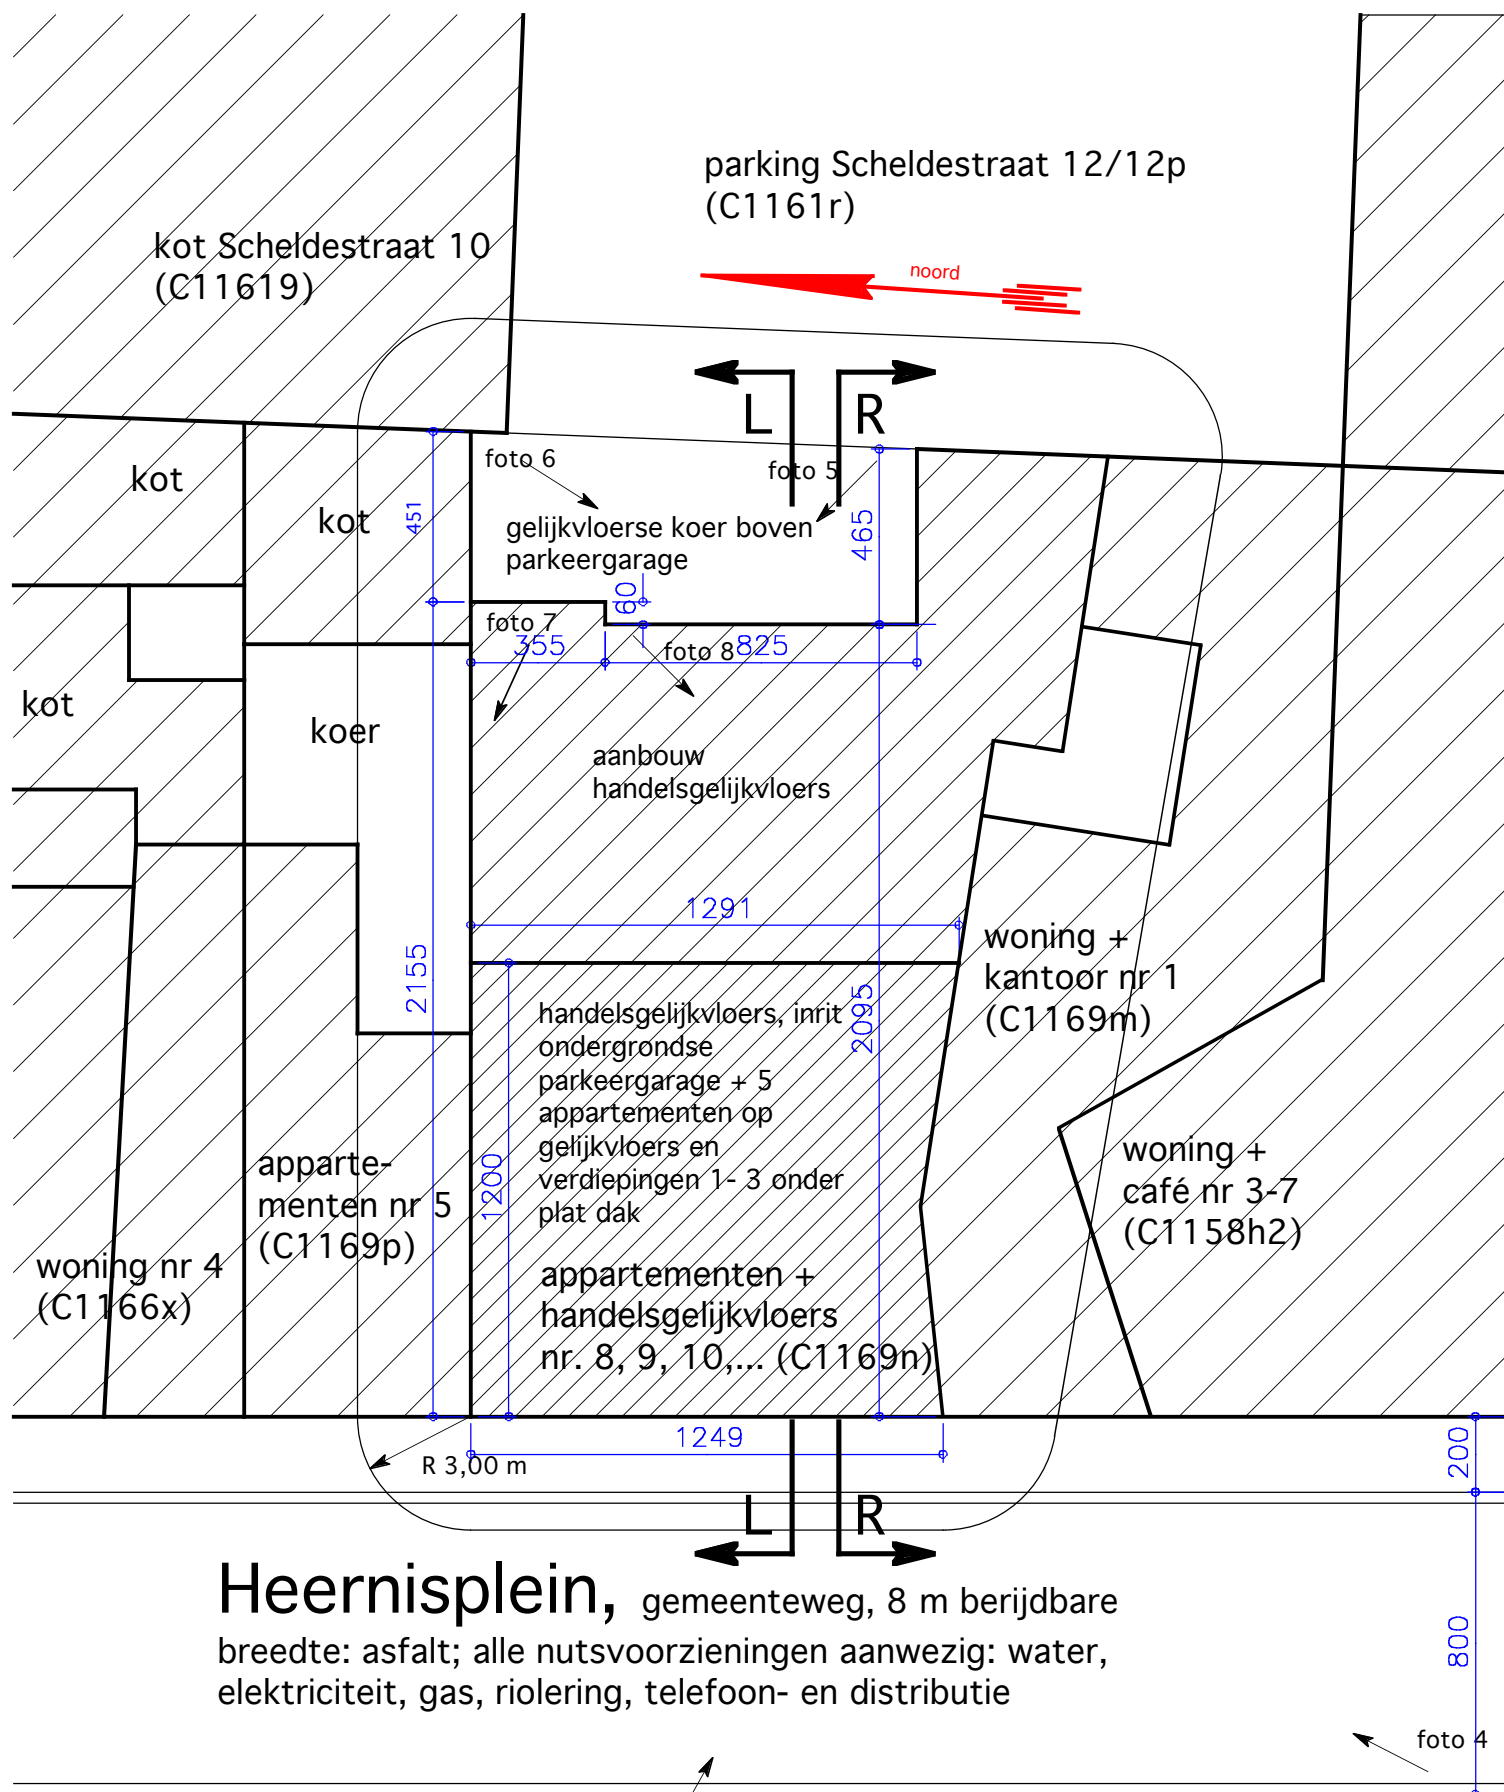 parking Scheldestraat 12/12p
(C1161r)
kot Scheldestraat 10
(C11619)
noord
L R
foto 6
foto 5
kot
kot
451
465
gelijkvloerse koer boven
parkeergarage
60
foto 7
355
foto 8
825
kot
koer
aanbouw
handelsgelijkvloers
1291
woning +
kantoor nr 1
(C1169m)
2155
2095
handelsgelijkvloers, inrit
ondergrondse
parkeergarage + 5
appartementen op
gelijkvloers en
verdiepingen 1- 3 onder
plat dak
1200
apparte-
menten nr 5
(C1169p)
woning +
café nr 3-7
(C1158h2)
woning nr 4
(C1166x)
appartementen +
handelsgelijkvloers
nr. 8, 9, 10,... (C1169n)
1249
R 3,00 m
200
L R
Heernisplein, gemeenteweg, 8 m berijdbare
breedte: asfalt; alle nutsvoorzieningen aanwezig: water,
elektriciteit, gas, riolering, telefoon- en distributie
800
foto 4